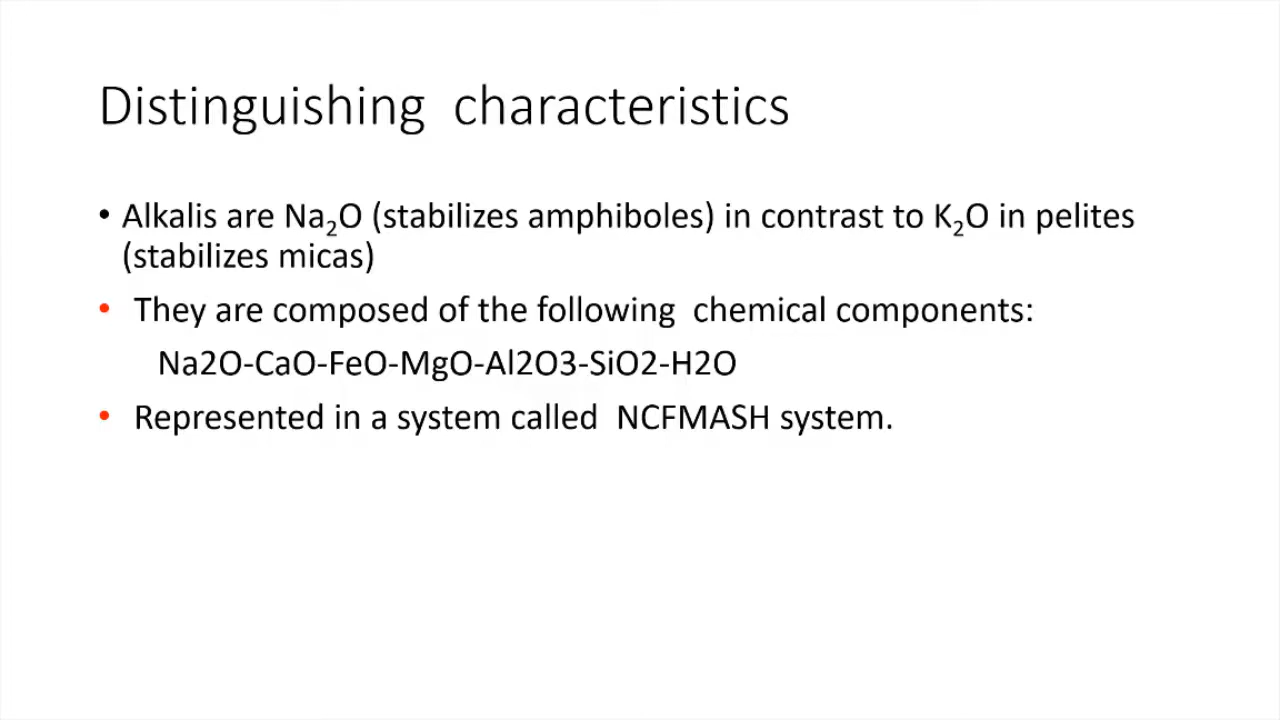 Distinguishing characteristics
• Alkalis are Na₂O (stabilizes amphiboles) in contrast to K₂O in pelites
(stabilizes micas)
• They are composed of the following chemical components:
Na2O-CaO-FeO-MgO-Al2O3-SiO2-H2O
• Represented in a system called NCFMASH system.